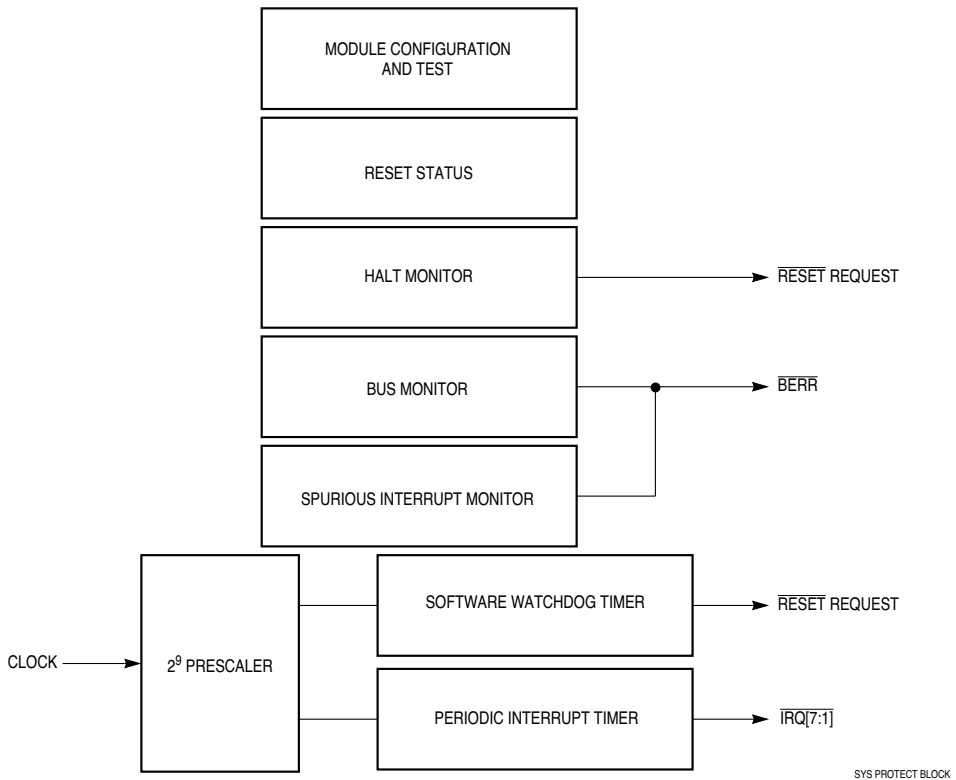 MODULE CONFIGURATION
AND TEST
RESET STATUS
HALT MONITOR
RESET REQUEST
BUS MONITOR
BERR
SPURIOUS INTERRUPT MONITOR
SOFTWARE WATCHDOG TIMER
RESET REQUEST
CLOCK
2⁹ PRESCALER
PERIODIC INTERRUPT TIMER
IRQ[7:1]
SYS PROTECT BLOCK